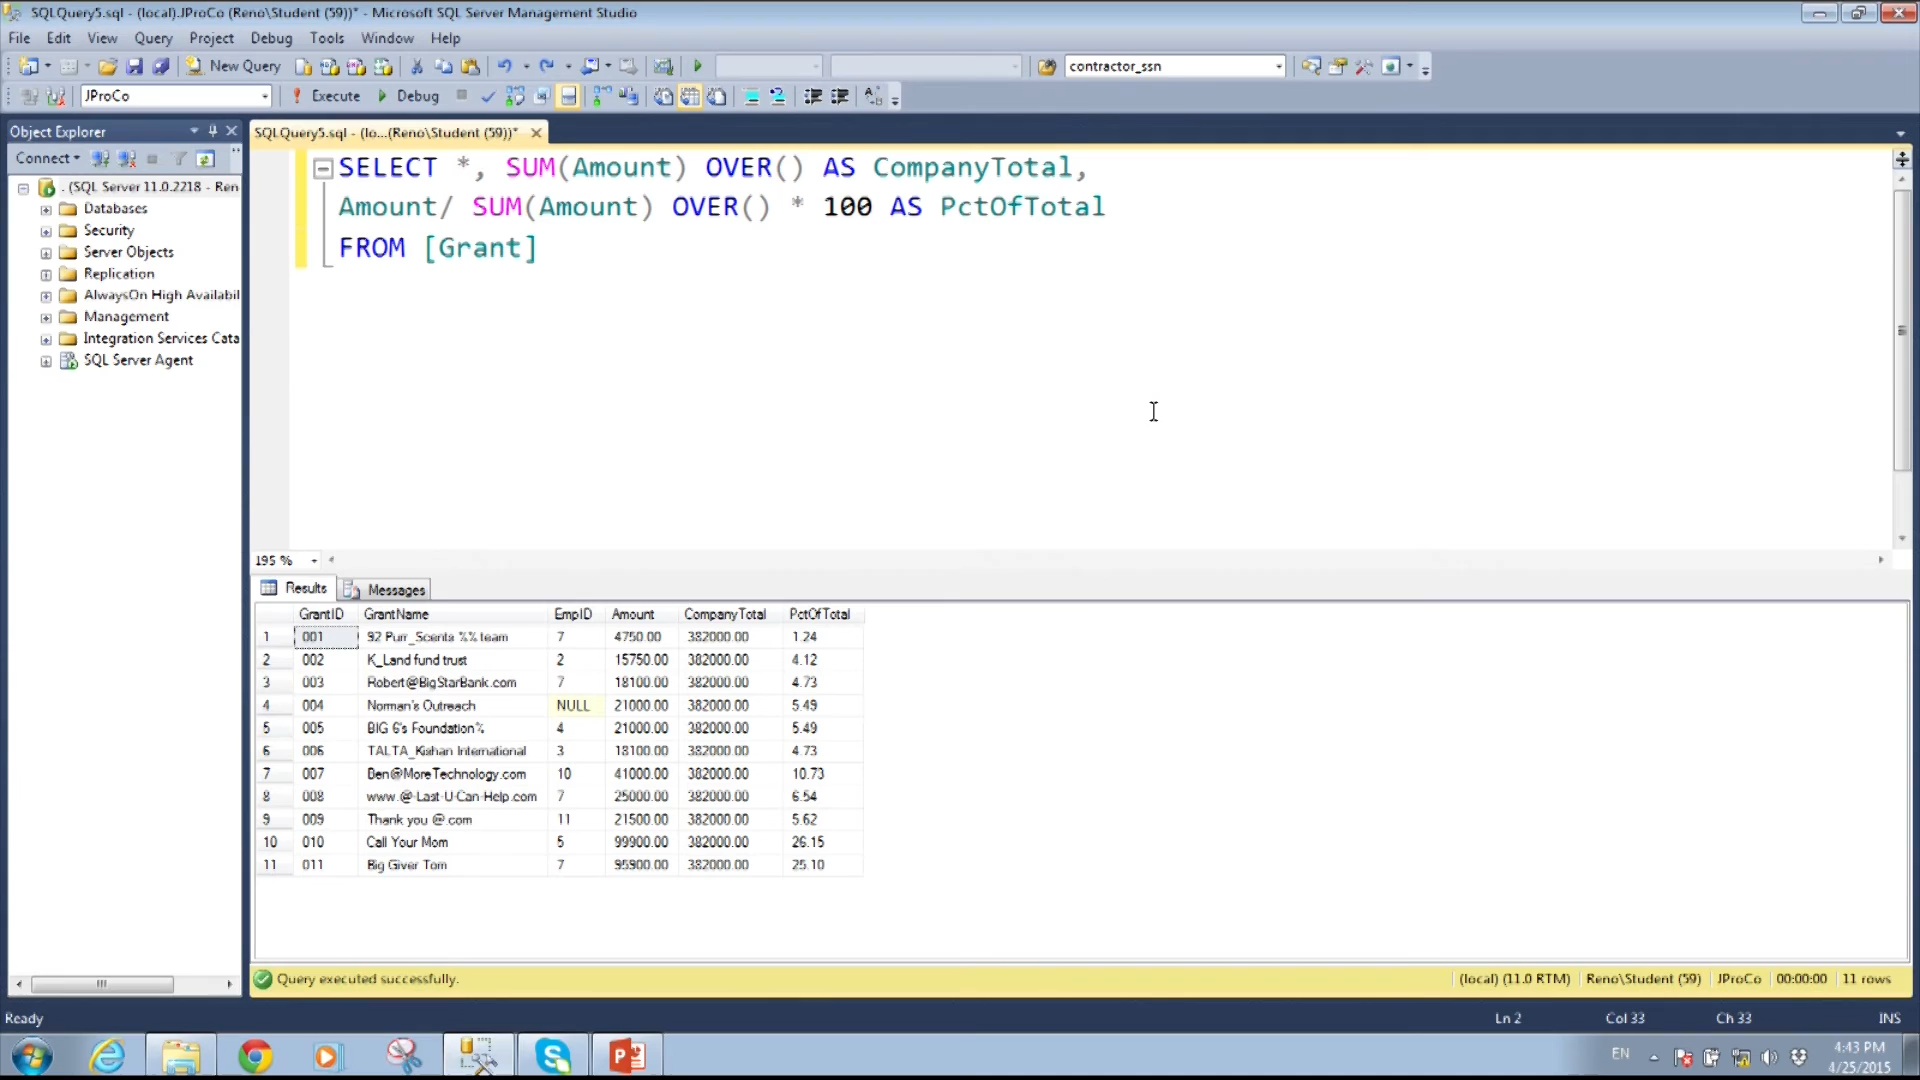 SQLQuery5.sql - (local).JProCo (Reno\Student (59))* - Microsoft SQL Server Management Studio
File Edit View Query Project Debug Tools Window Help
New Query contractor_ssn
JProCo Execute Debug
Object Explorer
SQLQuery5.sql - (lo...(Reno\Student (59))*
Connect
. (SQL Server 11.0.2218 - Ren
Databases
Security
Server Objects
Replication
AlwaysOn High Availabil
Management
Integration Services Cata
SQL Server Agent
SELECT *, SUM(Amount) OVER() AS CompanyTotal,
Amount/ SUM(Amount) OVER() * 100 AS PctOfTotal
FROM [Grant]
195 %
Results Messages
GrantID GrantName EmpID Amount CompanyTotal PctOfTotal
1 001 92 Purr_Scents %% team 7 4750.00 382000.00 1.24
2 002 K_Land fund trust 2 15750.00 382000.00 4.12
3 003 Robert@BigStarBank.com 7 18100.00 382000.00 4.73
4 004 Norman's Outreach NULL 21000.00 382000.00 5.49
5 005 BIG 6's Foundation% 4 21000.00 382000.00 5.49
6 006 TALTA_Kishan International 3 18100.00 382000.00 4.73
7 007 Ben@MoreTechnology.com 10 41000.00 382000.00 10.73
8 008 www.@-Last-U-Can-Help.com 7 25000.00 382000.00 6.54
9 009 Thank you @.com 11 21500.00 382000.00 5.62
10 010 Call Your Mom 5 99900.00 382000.00 26.15
11 011 Big Giver Tom 7 95900.00 382000.00 25.10
Query executed successfully. (local) (11.0 RTM) Reno\Student (59) JProCo 00:00:00 11 rows
Ready Ln 2 Col 33 Ch 33 INS
EN 4:43 PM
4/25/2015